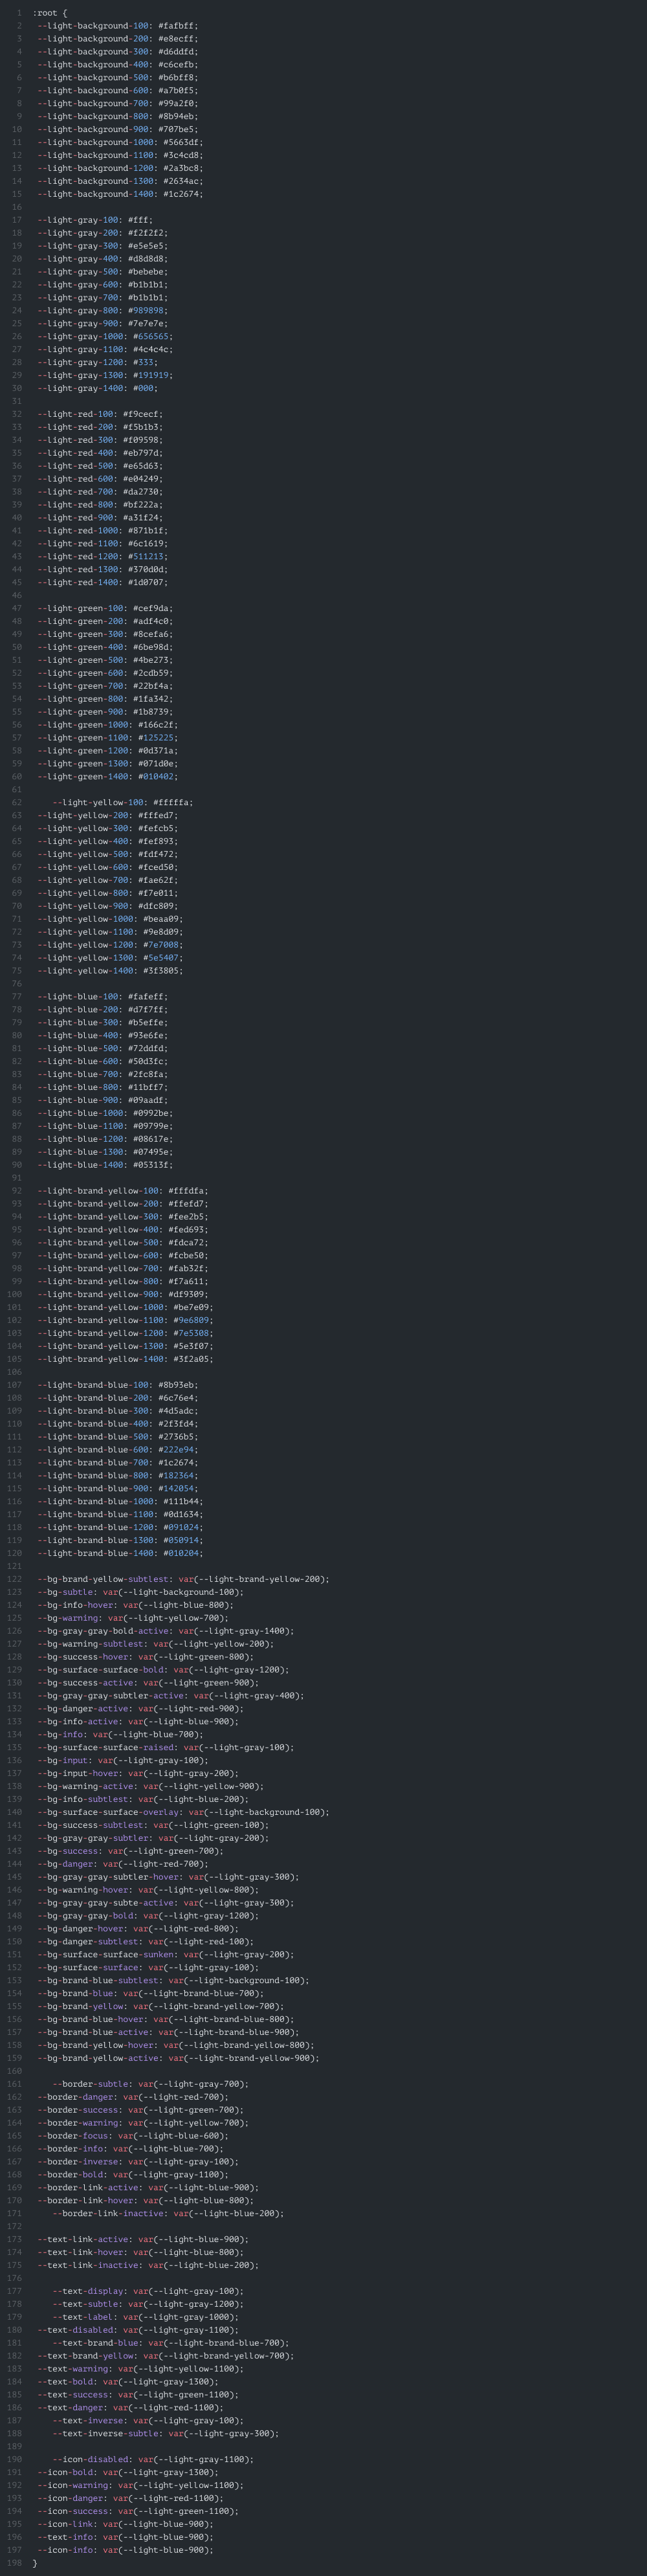 1 :root {
2 --light-background-100: #fafbff;
3 --light-background-200: #e8ecff;
4 --light-background-300: #d6ddfd;
5 --light-background-400: #c6cefb;
6 --light-background-500: #b6bff8;
7 --light-background-600: #a7b0f5;
8 --light-background-700: #99a2f0;
9 --light-background-800: #8b94eb;
10 --light-background-900: #707be5;
11 --light-background-1000: #5663df;
12 --light-background-1100: #3c4cd8;
13 --light-background-1200: #2a3bc8;
14 --light-background-1300: #2634ac;
15 --light-background-1400: #1c2674;
16
17 --light-gray-100: #fff;
18 --light-gray-200: #f2f2f2;
19 --light-gray-300: #e5e5e5;
20 --light-gray-400: #d8d8d8;
21 --light-gray-500: #bebebe;
22 --light-gray-600: #b1b1b1;
23 --light-gray-700: #b1b1b1;
24 --light-gray-800: #989898;
25 --light-gray-900: #7e7e7e;
26 --light-gray-1000: #656565;
27 --light-gray-1100: #4c4c4c;
28 --light-gray-1200: #333;
29 --light-gray-1300: #191919;
30 --light-gray-1400: #000;
31
32 --light-red-100: #f9cecf;
33 --light-red-200: #f5b1b3;
34 --light-red-300: #f09598;
35 --light-red-400: #eb797d;
36 --light-red-500: #e65d63;
37 --light-red-600: #e04249;
38 --light-red-700: #da2730;
39 --light-red-800: #bf222a;
40 --light-red-900: #a31f24;
41 --light-red-1000: #871b1f;
42 --light-red-1100: #6c1619;
43 --light-red-1200: #511213;
44 --light-red-1300: #370d0d;
45 --light-red-1400: #1d0707;
46
47 --light-green-100: #cef9da;
48 --light-green-200: #adf4c0;
49 --light-green-300: #8cefa6;
50 --light-green-400: #6be98d;
51 --light-green-500: #4be273;
52 --light-green-600: #2cdb59;
53 --light-green-700: #22bf4a;
54 --light-green-800: #1fa342;
55 --light-green-900: #1b8739;
56 --light-green-1000: #166c2f;
57 --light-green-1100: #125225;
58 --light-green-1200: #0d371a;
59 --light-green-1300: #071d0e;
60 --light-green-1400: #010402;
61
62 --light-yellow-100: #fffffa;
63 --light-yellow-200: #fffed7;
64 --light-yellow-300: #fefcb5;
65 --light-yellow-400: #fef893;
66 --light-yellow-500: #fdf472;
67 --light-yellow-600: #fced50;
68 --light-yellow-700: #fae62f;
69 --light-yellow-800: #f7e011;
70 --light-yellow-900: #dfc809;
71 --light-yellow-1000: #beaa09;
72 --light-yellow-1100: #9e8d09;
73 --light-yellow-1200: #7e7008;
74 --light-yellow-1300: #5e5407;
75 --light-yellow-1400: #3f3805;
76
77 --light-blue-100: #fafeff;
78 --light-blue-200: #d7f7ff;
79 --light-blue-300: #b5effe;
80 --light-blue-400: #93e6fe;
81 --light-blue-500: #72ddfd;
82 --light-blue-600: #50d3fc;
83 --light-blue-700: #2fc8fa;
84 --light-blue-800: #11bff7;
85 --light-blue-900: #09aadf;
86 --light-blue-1000: #0992be;
87 --light-blue-1100: #09799e;
88 --light-blue-1200: #08617e;
89 --light-blue-1300: #07495e;
90 --light-blue-1400: #05313f;
91
92 --light-brand-yellow-100: #fffdfa;
93 --light-brand-yellow-200: #ffefd7;
94 --light-brand-yellow-300: #fee2b5;
95 --light-brand-yellow-400: #fed693;
96 --light-brand-yellow-500: #fdca72;
97 --light-brand-yellow-600: #fcbe50;
98 --light-brand-yellow-700: #fab32f;
99 --light-brand-yellow-800: #f7a611;
100 --light-brand-yellow-900: #df9309;
101 --light-brand-yellow-1000: #be7e09;
102 --light-brand-yellow-1100: #9e6809;
103 --light-brand-yellow-1200: #7e5308;
104 --light-brand-yellow-1300: #5e3f07;
105 --light-brand-yellow-1400: #3f2a05;
106
107 --light-brand-blue-100: #8b93eb;
108 --light-brand-blue-200: #6c76e4;
109 --light-brand-blue-300: #4d5adc;
110 --light-brand-blue-400: #2f3fd4;
111 --light-brand-blue-500: #2736b5;
112 --light-brand-blue-600: #222e94;
113 --light-brand-blue-700: #1c2674;
114 --light-brand-blue-800: #182364;
115 --light-brand-blue-900: #142054;
116 --light-brand-blue-1000: #111b44;
117 --light-brand-blue-1100: #0d1634;
118 --light-brand-blue-1200: #091024;
119 --light-brand-blue-1300: #050914;
120 --light-brand-blue-1400: #010204;
121
122 --bg-brand-yellow-subtlest: var(--light-brand-yellow-200);
123 --bg-subtle: var(--light-background-100);
124 --bg-info-hover: var(--light-blue-800);
125 --bg-warning: var(--light-yellow-700);
126 --bg-gray-gray-bold-active: var(--light-gray-1400);
127 --bg-warning-subtlest: var(--light-yellow-200);
128 --bg-success-hover: var(--light-green-800);
129 --bg-surface-surface-bold: var(--light-gray-1200);
130 --bg-success-active: var(--light-green-900);
131 --bg-gray-gray-subtler-active: var(--light-gray-400);
132 --bg-danger-active: var(--light-red-900);
133 --bg-info-active: var(--light-blue-900);
134 --bg-info: var(--light-blue-700);
135 --bg-surface-surface-raised: var(--light-gray-100);
136 --bg-input: var(--light-gray-100);
137 --bg-input-hover: var(--light-gray-200);
138 --bg-warning-active: var(--light-yellow-900);
139 --bg-info-subtlest: var(--light-blue-200);
140 --bg-surface-surface-overlay: var(--light-background-100);
141 --bg-success-subtlest: var(--light-green-100);
142 --bg-gray-gray-subtler: var(--light-gray-200);
143 --bg-success: var(--light-green-700);
144 --bg-danger: var(--light-red-700);
145 --bg-gray-gray-subtler-hover: var(--light-gray-300);
146 --bg-warning-hover: var(--light-yellow-800);
147 --bg-gray-gray-subte-active: var(--light-gray-300);
148 --bg-gray-gray-bold: var(--light-gray-1200);
149 --bg-danger-hover: var(--light-red-800);
150 --bg-danger-subtlest: var(--light-red-100);
151 --bg-surface-surface-sunken: var(--light-gray-200);
152 --bg-surface-surface: var(--light-gray-100);
153 --bg-brand-blue-subtlest: var(--light-background-100);
154 --bg-brand-blue: var(--light-brand-blue-700);
155 --bg-brand-yellow: var(--light-brand-yellow-700);
156 --bg-brand-blue-hover: var(--light-brand-blue-800);
157 --bg-brand-blue-active: var(--light-brand-blue-900);
158 --bg-brand-yellow-hover: var(--light-brand-yellow-800);
159 --bg-brand-yellow-active: var(--light-brand-yellow-900);
160
161 --border-subtle: var(--light-gray-700);
162 --border-danger: var(--light-red-700);
163 --border-success: var(--light-green-700);
164 --border-warning: var(--light-yellow-700);
165 --border-focus: var(--light-blue-600);
166 --border-info: var(--light-blue-700);
167 --border-inverse: var(--light-gray-100);
168 --border-bold: var(--light-gray-1100);
169 --border-link-active: var(--light-blue-900);
170 --border-link-hover: var(--light-blue-800);
171 --border-link-inactive: var(--light-blue-200);
172
173 --text-link-active: var(--light-blue-900);
174 --text-link-hover: var(--light-blue-800);
175 --text-link-inactive: var(--light-blue-200);
176
177 --text-display: var(--light-gray-100);
178 --text-subtle: var(--light-gray-1200);
179 --text-label: var(--light-gray-1000);
180 --text-disabled: var(--light-gray-1100);
181 --text-brand-blue: var(--light-brand-blue-700);
182 --text-brand-yellow: var(--light-brand-yellow-700);
183 --text-warning: var(--light-yellow-1100);
184 --text-bold: var(--light-gray-1300);
185 --text-success: var(--light-green-1100);
186 --text-danger: var(--light-red-1100);
187 --text-inverse: var(--light-gray-100);
188 --text-inverse-subtle: var(--light-gray-300);
189
190 --icon-disabled: var(--light-gray-1100);
191 --icon-bold: var(--light-gray-1300);
192 --icon-warning: var(--light-yellow-1100);
193 --icon-danger: var(--light-red-1100);
194 --icon-success: var(--light-green-1100);
195 --icon-link: var(--light-blue-900);
196 --text-info: var(--light-blue-900);
197 --icon-info: var(--light-blue-900);
198 }